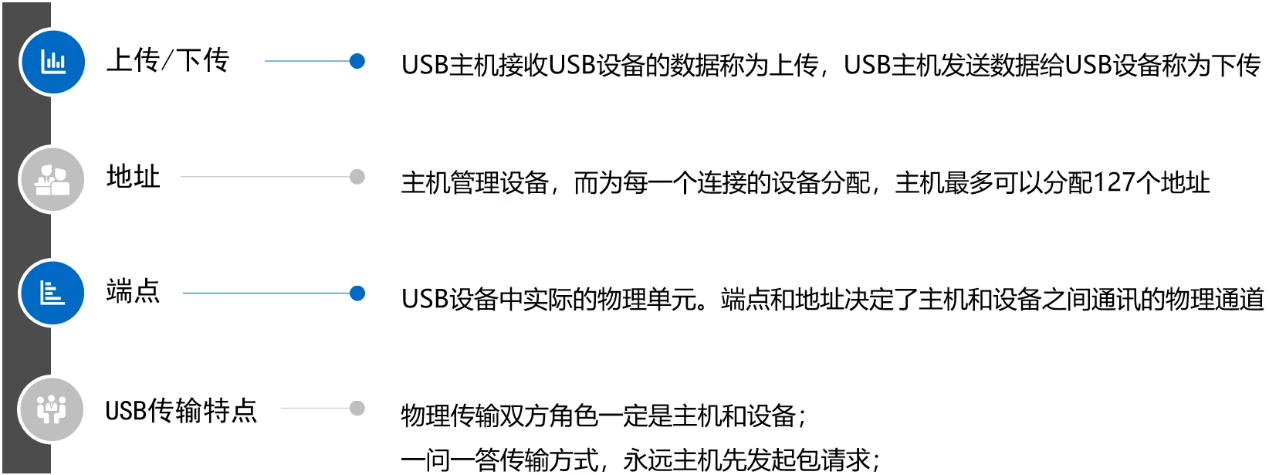 上传/下传
USB主机接收USB设备的数据称为上传，USB主机发送数据给USB设备称为下传
地址
主机管理设备，而为每一个连接的设备分配，主机最多可以分配127个地址
端点
USB设备中实际的物理单元。端点和地址决定了主机和设备之间通讯的物理通道
USB传输特点
物理传输双方角色一定是主机和设备；
一问一答传输方式，永远主机先发起包请求；